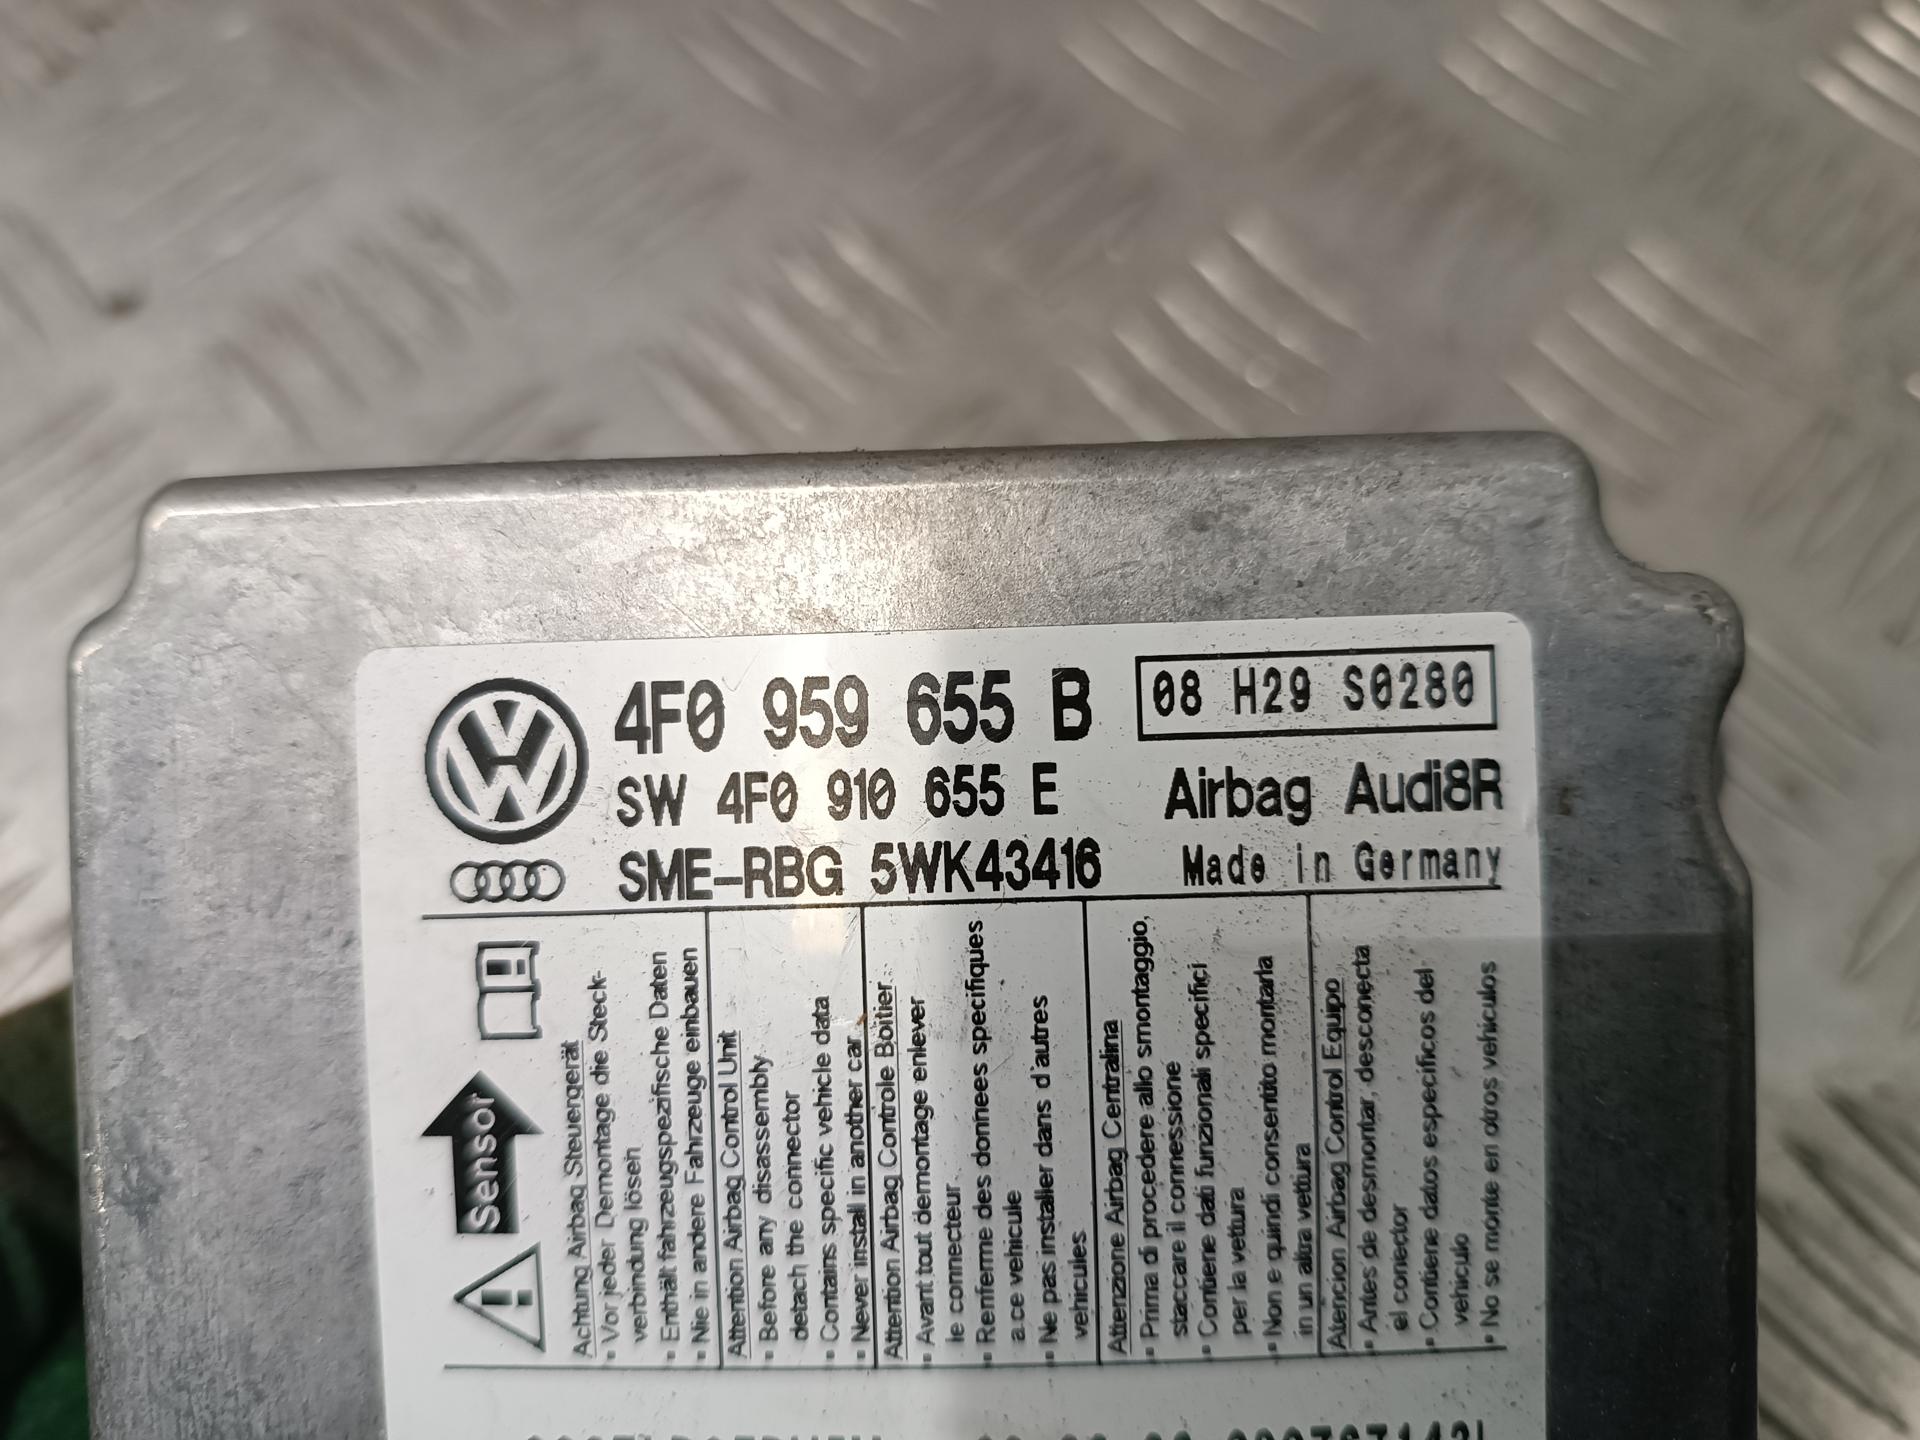 4F0 959 655 B
08 H29 S0280
SW 4F0 910 655 E
Airbag Audi8R
SME-RBG 5WK43416
Made in Germany
Sensor
Achtung Airbag Steuergerät
• Vor jeder Demontage die Steck-
verbindung lösen
• Enthält fahrzeugspezifische Daten
• Nie in andere Fahrzeuge einbauen
Attention Airbag Control Unit
• Before any disassembly
detach the connector
• Contains specific vehicle data
• Never install in another car
Attention Airbag Controle Boitier
• Avant tout demontage enlever
le connecteur
• Renferme des donnees specifiques
a ce vehicule
• Ne pas installer dans d'autres
vehicules
Attenzione Airbag Centralina
• Prima di procedere allo smontaggio,
staccare il connessione
• Contiene dati funzionali specifici
per la vettura
• Non e quindi consentito montarla
in un altra vettura
Atencion Airbag Control Equipo
• Antes de desmontar, desconecta
el conector
• Contiene datos especificos del
vehiculo
• No se monte en otros vehiculos